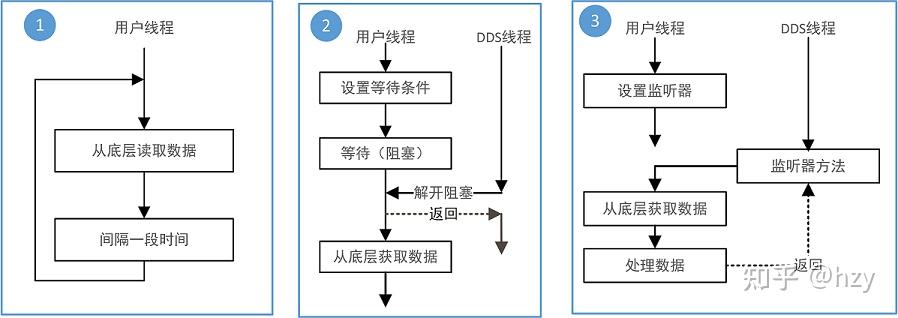 1
用户线程
从底层读取数据
间隔一段时间
2
用户线程
DDS线程
设置等待条件
等待（阻塞）
解开阻塞
返回
从底层获取数据
3
用户线程
DDS线程
设置监听器
监听器方法
从底层获取数据
处理数据
返回
知乎 @hzy